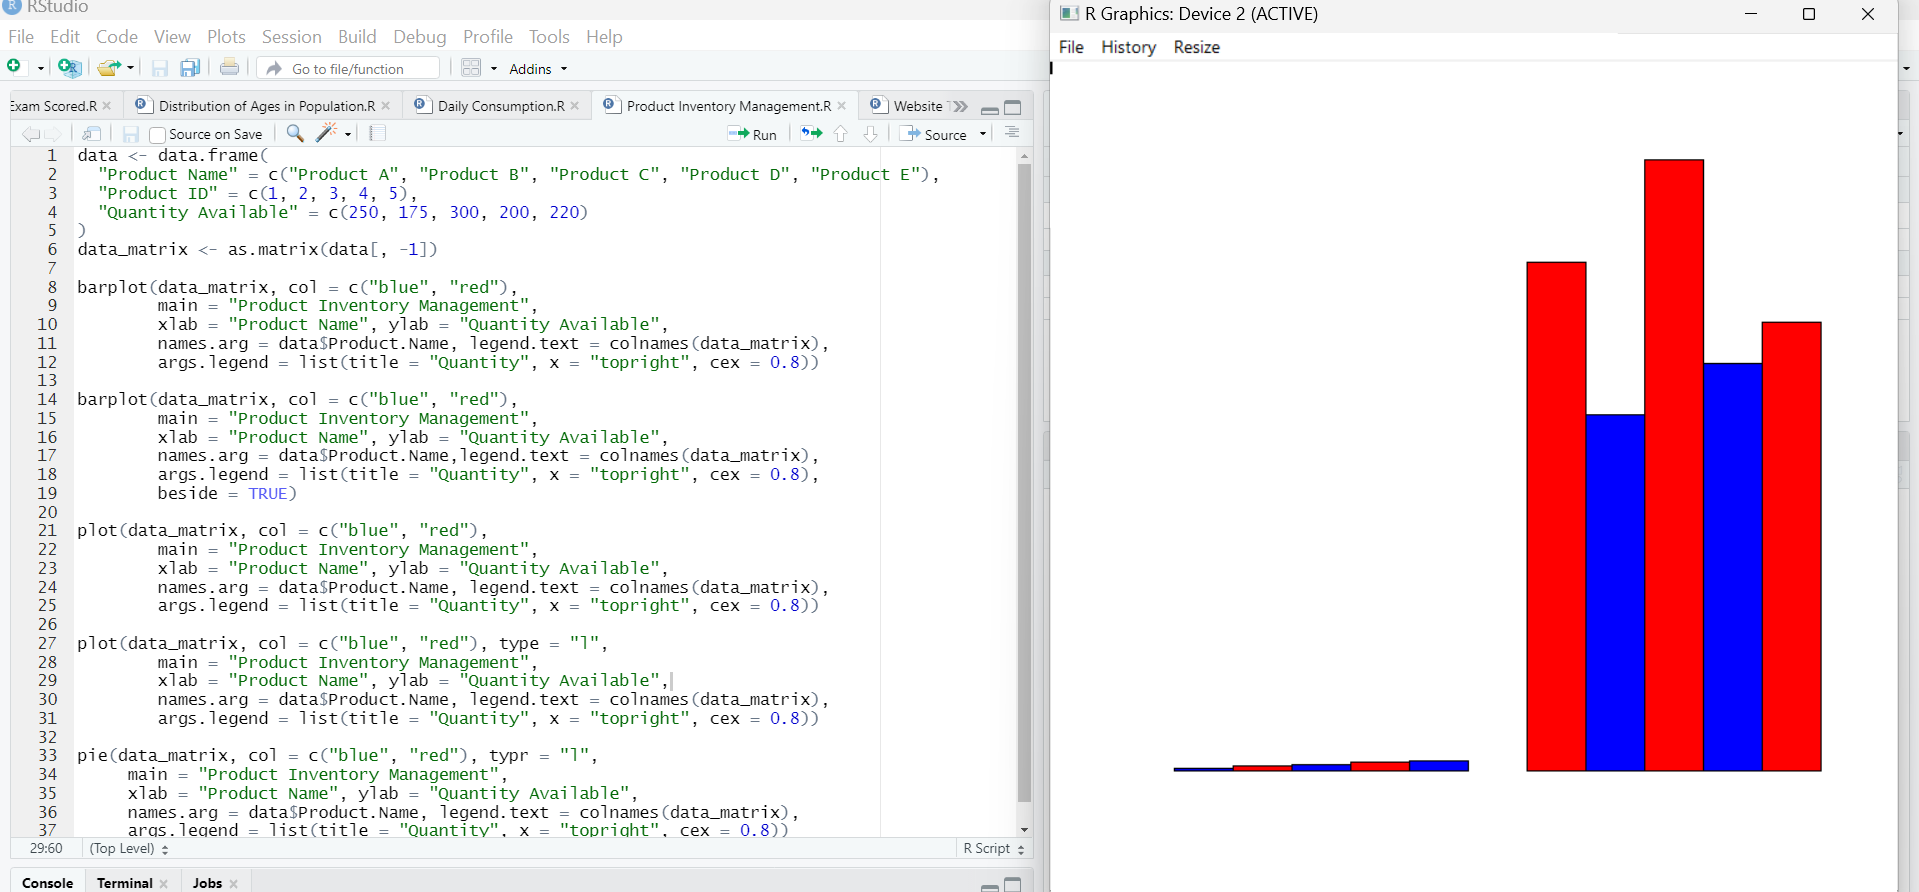 RStudio
File Edit Code View Plots Session Build Debug Profile Tools Help
Go to file/function Addins
Exam Scored.R Distribution of Ages in Population.R Daily Consumption.R Product Inventory Management.R Website
Source on Save Run Source
1 data <- data.frame(
2 "Product Name" = c("Product A", "Product B", "Product C", "Product D", "Product E"),
3 "Product ID" = c(1, 2, 3, 4, 5),
4 "Quantity Available" = c(250, 175, 300, 200, 220)
5 )
6 data_matrix <- as.matrix(data[, -1])
7
8 barplot(data_matrix, col = c("blue", "red"),
9 main = "Product Inventory Management",
10 xlab = "Product Name", ylab = "Quantity Available",
11 names.arg = data$Product.Name, legend.text = colnames(data_matrix),
12 args.legend = list(title = "Quantity", x = "topright", cex = 0.8))
13
14 barplot(data_matrix, col = c("blue", "red"),
15 main = "Product Inventory Management",
16 xlab = "Product Name", ylab = "Quantity Available",
17 names.arg = data$Product.Name,legend.text = colnames(data_matrix),
18 args.legend = list(title = "Quantity", x = "topright", cex = 0.8),
19 beside = TRUE)
20
21 plot(data_matrix, col = c("blue", "red"),
22 main = "Product Inventory Management",
23 xlab = "Product Name", ylab = "Quantity Available",
24 names.arg = data$Product.Name, legend.text = colnames(data_matrix),
25 args.legend = list(title = "Quantity", x = "topright", cex = 0.8))
26
27 plot(data_matrix, col = c("blue", "red"), type = "l",
28 main = "Product Inventory Management",
29 xlab = "Product Name", ylab = "Quantity Available",
30 names.arg = data$Product.Name, legend.text = colnames(data_matrix),
31 args.legend = list(title = "Quantity", x = "topright", cex = 0.8))
32
33 pie(data_matrix, col = c("blue", "red"), typr = "l",
34 main = "Product Inventory Management",
35 xlab = "Product Name", ylab = "Quantity Available",
36 names.arg = data$Product.Name, legend.text = colnames(data_matrix),
37 args.legend = list(title = "Quantity", x = "topright", cex = 0.8))
29:60 (Top Level) R Script
Console Terminal Jobs
R Graphics: Device 2 (ACTIVE)
File History Resize